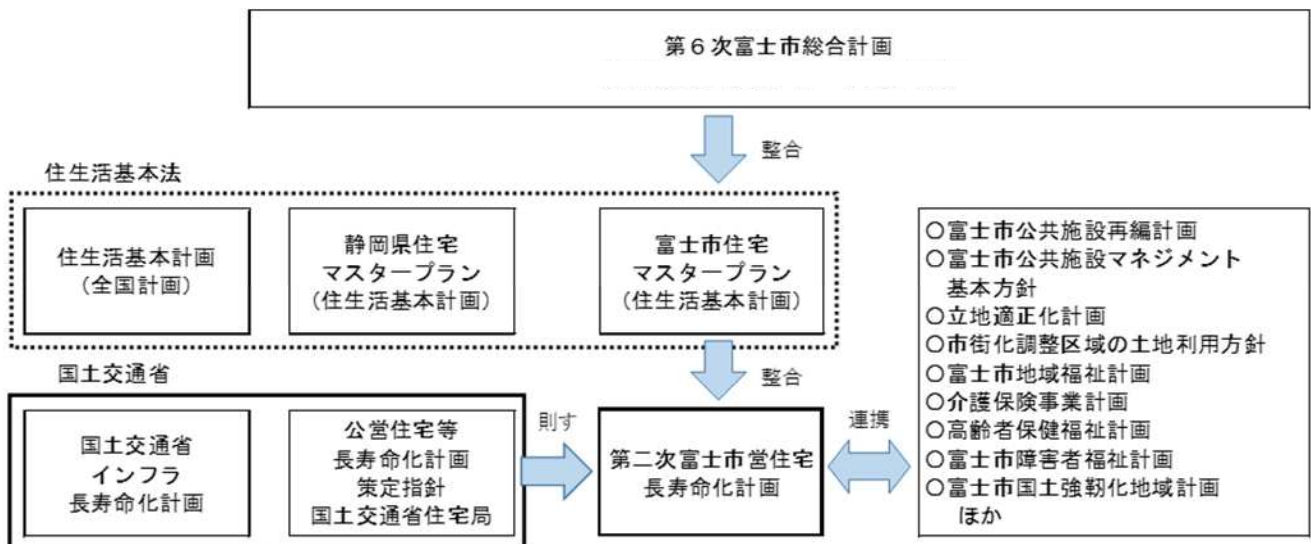 第６次富士市総合計画
整合
住生活基本法
住生活基本計画
(全国計画)
静岡県住宅
マスタープラン
(住生活基本計画)
富士市住宅
マスタープラン
(住生活基本計画)
整合
国土交通省
国土交通省
インフラ
長寿命化計画
公営住宅等
長寿命化計画
策定指針
国土交通省住宅局
則す
第二次富士市営住宅
長寿命化計画
連携
〇富士市公共施設再編計画
〇富士市公共施設マネジメント
基本方針
〇立地適正化計画
〇市街化調整区域の土地利用方針
〇富士市地域福祉計画
〇介護保険事業計画
〇高齢者保健福祉計画
〇富士市障害者福祉計画
〇富士市国土強靭化地域計画
ほか